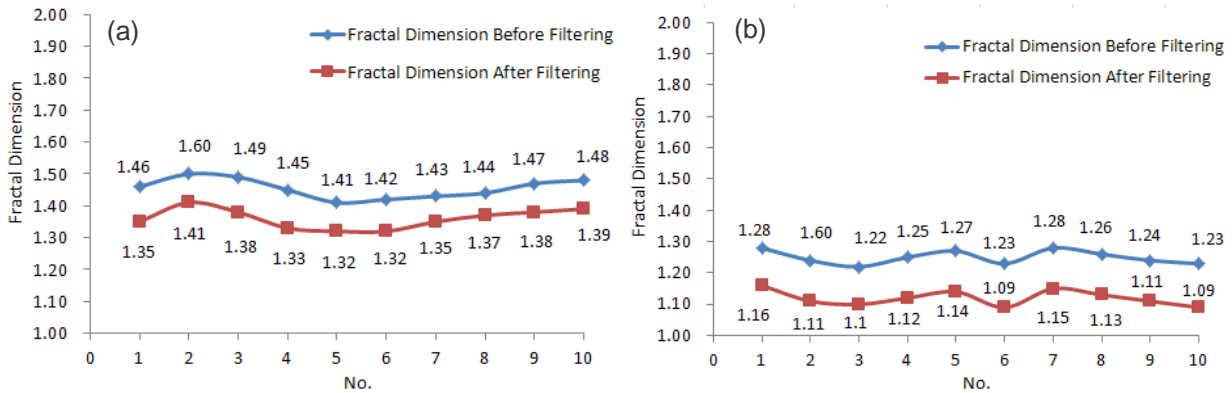 (a)
Fractal Dimension Before Filtering
Fractal Dimension After Filtering
Fractal Dimension
2.00
1.90
1.80
1.70
1.60
1.50
1.40
1.30
1.20
1.10
1.00
1.46 1.60 1.49 1.45 1.41 1.42 1.43 1.44 1.47 1.48
1.35 1.41 1.38 1.33 1.32 1.32 1.35 1.37 1.38 1.39
0 1 2 3 4 5 6 7 8 9 10
No.
(b)
Fractal Dimension Before Filtering
Fractal Dimension After Filtering
Fractal Dimension
2.00
1.90
1.80
1.70
1.60
1.50
1.40
1.30
1.20
1.10
1.00
1.28 1.60 1.22 1.25 1.27 1.23 1.28 1.26 1.24 1.23
1.16 1.11 1.1 1.12 1.14 1.09 1.15 1.13 1.11 1.09
0 1 2 3 4 5 6 7 8 9 10
No.